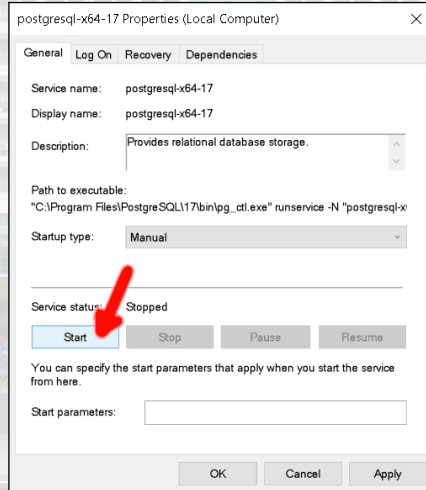 postgresql-x64-17 Properties (Local Computer)
General Log On Recovery Dependencies
Service name: postgresql-x64-17
Display name: postgresql-x64-17
Description: Provides relational database storage.
Path to executable:
"C:\Program Files\PostgreSQL\17\bin\pg_ctl.exe" runservice -N "postgresql-x
Startup type: Manual
Service status: Stopped
Start Stop Pause Resume
You can specify the start parameters that apply when you start the service
from here.
Start parameters:
OK Cancel Apply